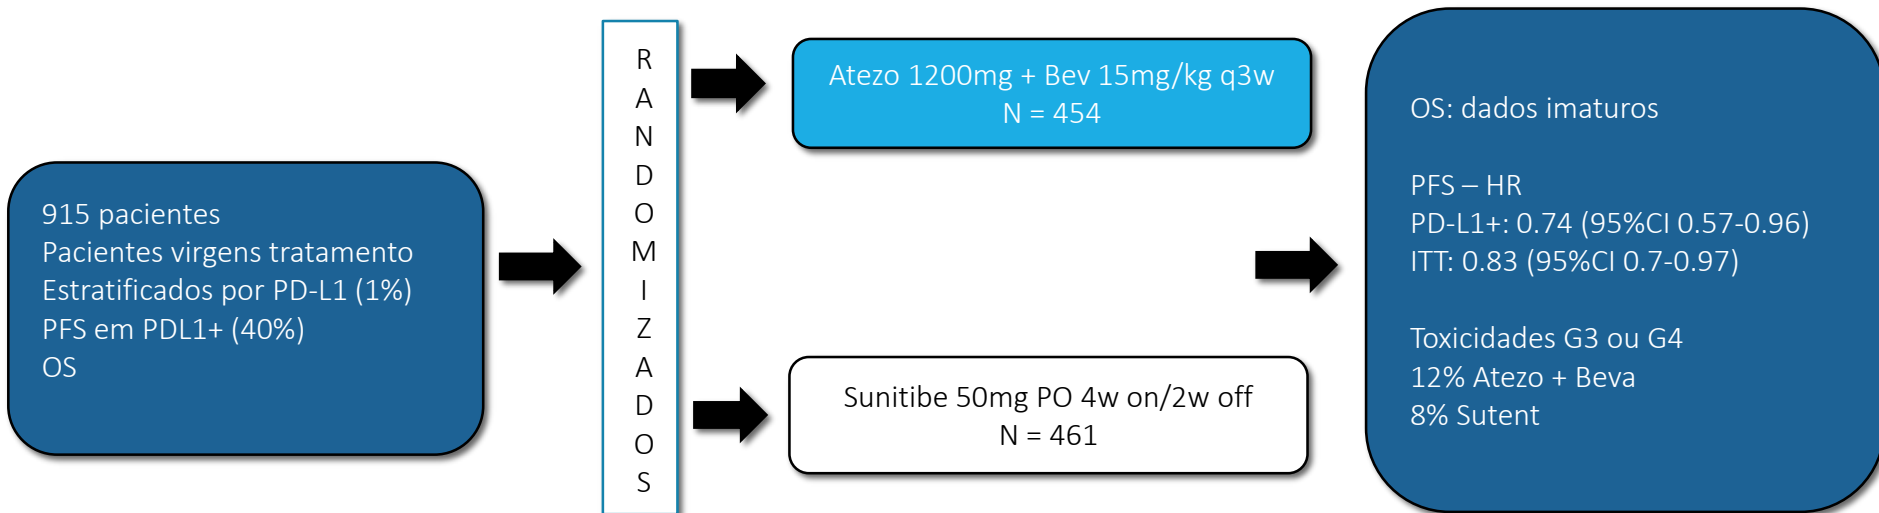 915 pacientes
Pacientes virgens tratamento
Estratificados por PD-L1 (1%)
PFS em PDL1+ (40%)
OS
R
A
N
D
O
M
I
Z
A
D
O
S
Atezo 1200mg + Bev 15mg/kg q3w
N = 454
Sunitibe 50mg PO 4w on/2w off
N = 461
OS: dados imaturos
PFS – HR
PD-L1+: 0.74 (95%CI 0.57-0.96)
ITT: 0.83 (95%CI 0.7-0.97)
Toxicidades G3 ou G4
12% Atezo + Beva
8% Sutent